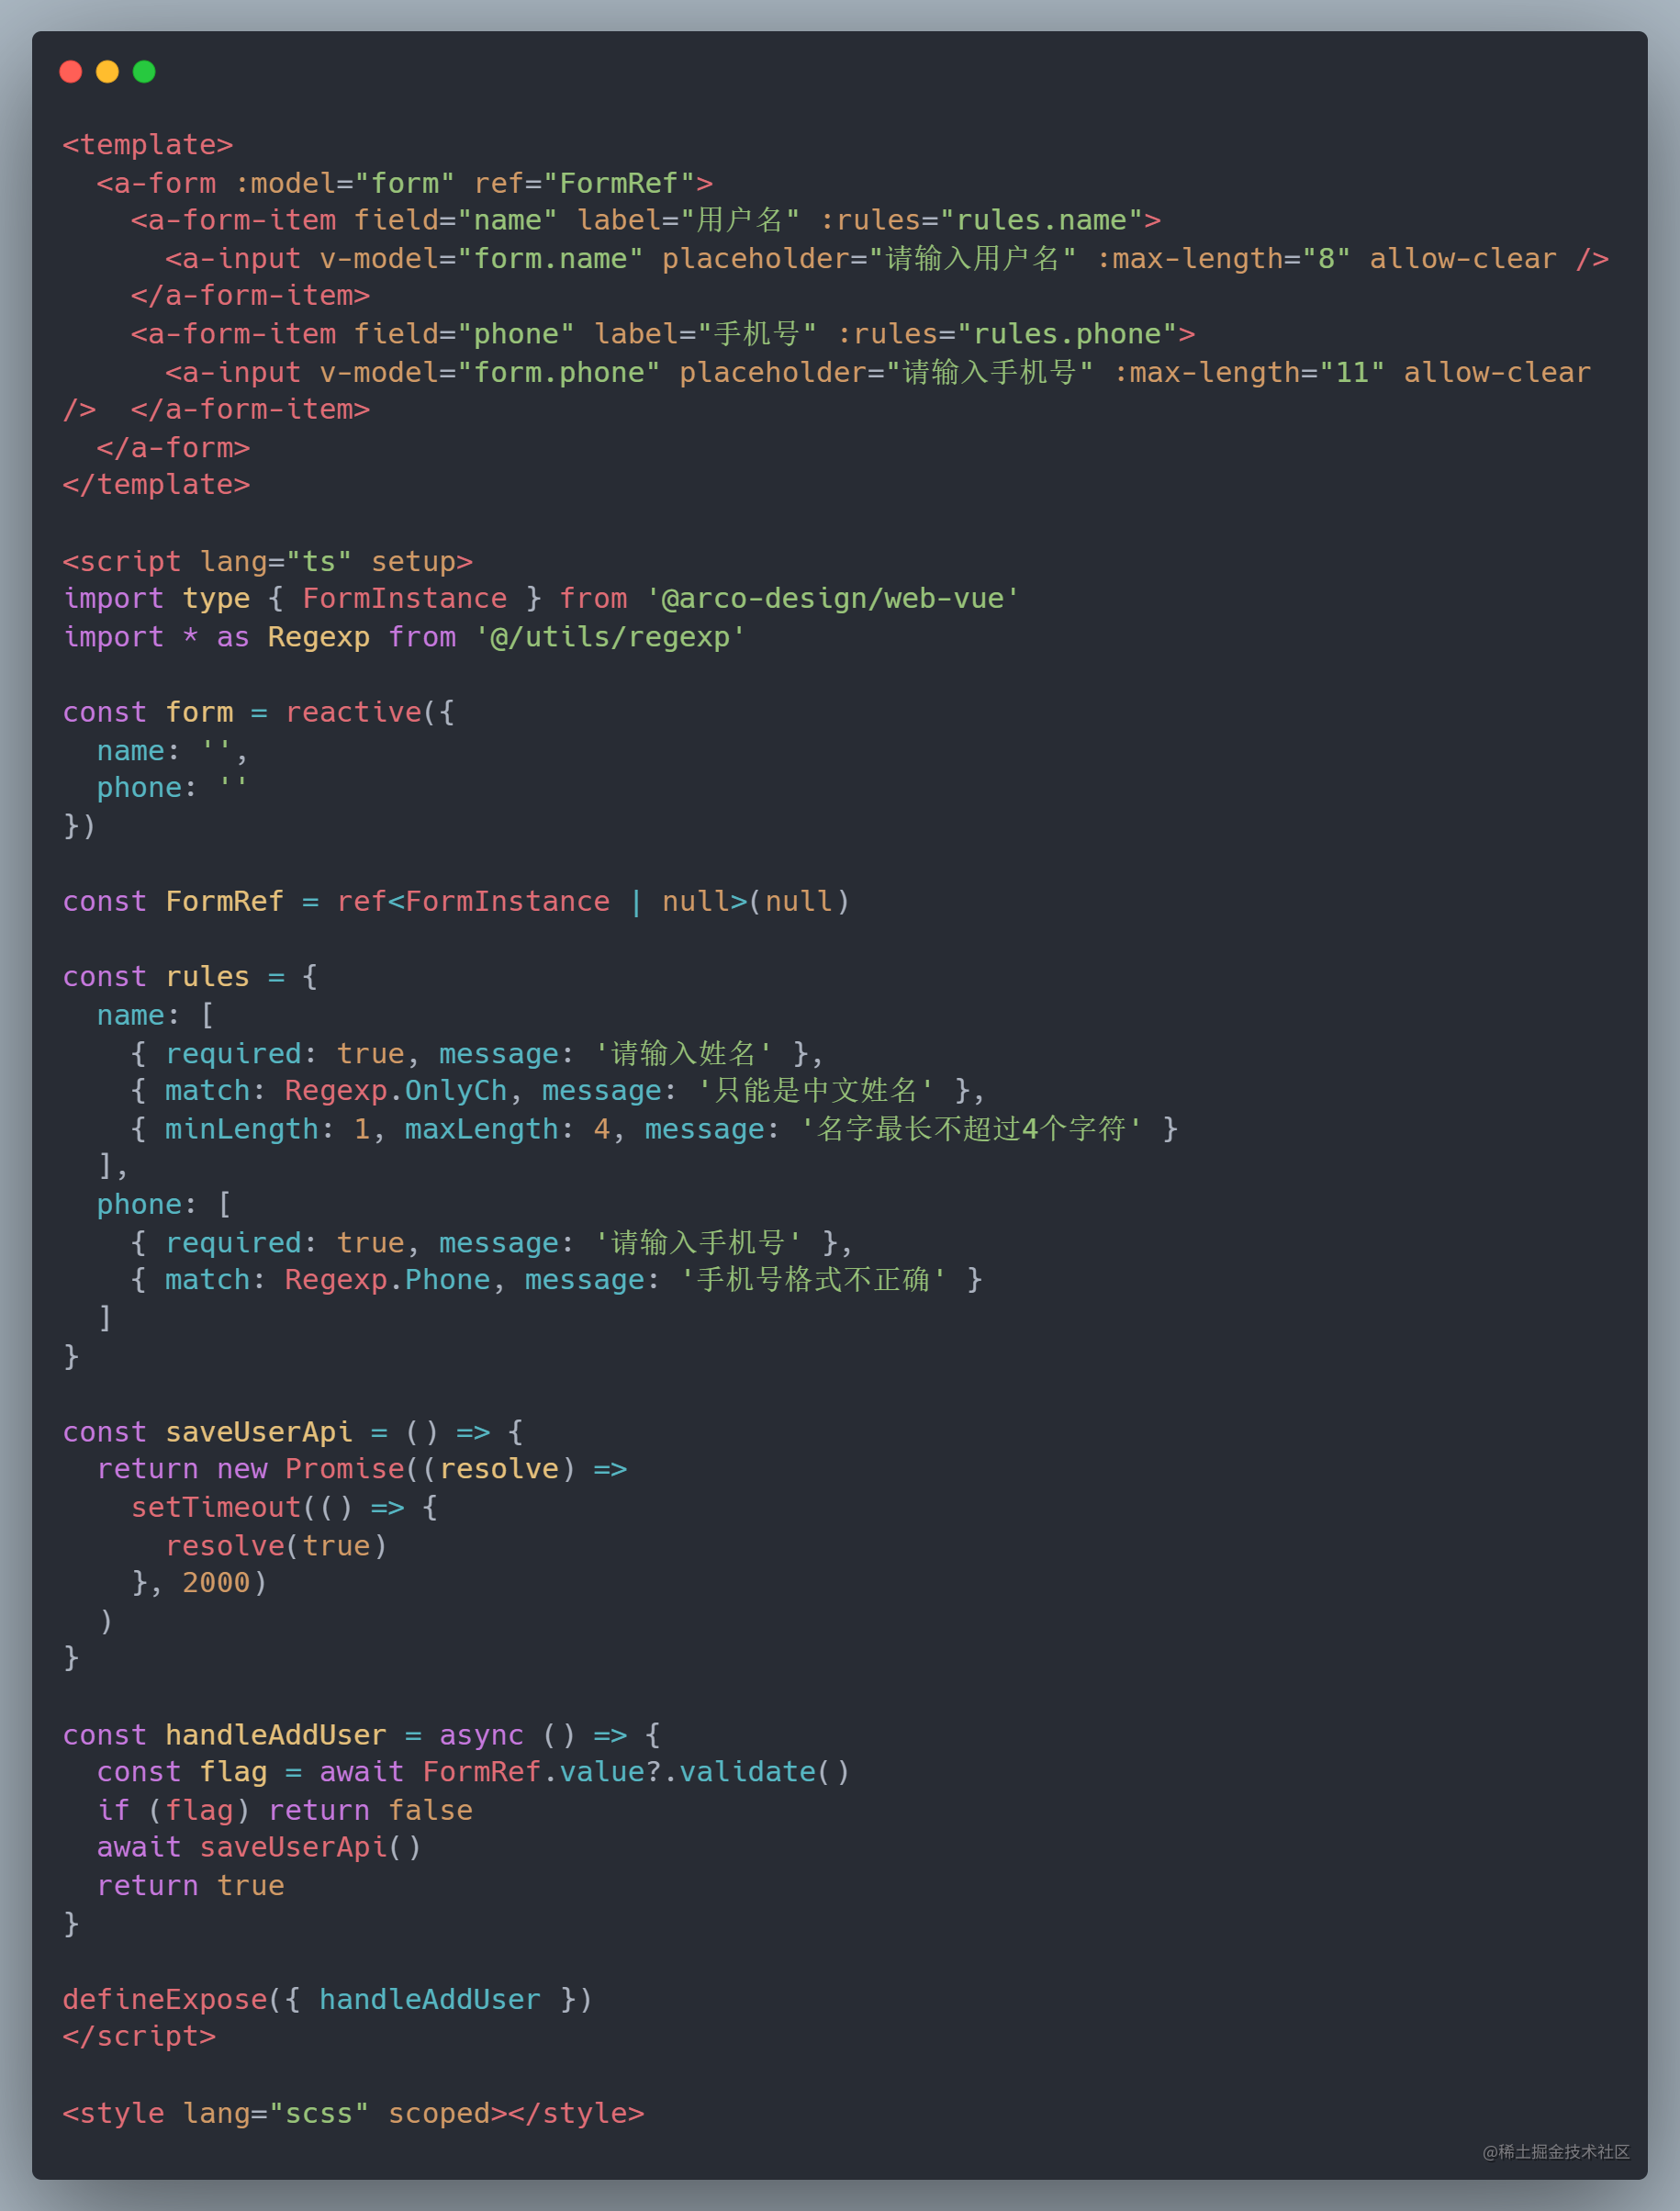 <template>
  <a-form :model="form" ref="FormRef">
    <a-form-item field="name" label="用户名" :rules="rules.name">
      <a-input v-model="form.name" placeholder="请输入用户名" :max-length="8" allow-clear />
    </a-form-item>
    <a-form-item field="phone" label="手机号" :rules="rules.phone">
      <a-input v-model="form.phone" placeholder="请输入手机号" :max-length="11" allow-clear
/>  </a-form-item>
  </a-form>
</template>

<script lang="ts" setup>
import type { FormInstance } from '@arco-design/web-vue'
import * as Regexp from '@/utils/regexp'

const form = reactive({
  name: '',
  phone: ''
})

const FormRef = ref<FormInstance | null>(null)

const rules = {
  name: [
    { required: true, message: '请输入姓名' },
    { match: Regexp.OnlyCh, message: '只能是中文姓名' },
    { minLength: 1, maxLength: 4, message: '名字最长不超过4个字符' }
  ],
  phone: [
    { required: true, message: '请输入手机号' },
    { match: Regexp.Phone, message: '手机号格式不正确' }
  ]
}

const saveUserApi = () => {
  return new Promise((resolve) =>
    setTimeout(() => {
      resolve(true)
    }, 2000)
  )
}

const handleAddUser = async () => {
  const flag = await FormRef.value?.validate()
  if (flag) return false
  await saveUserApi()
  return true
}

defineExpose({ handleAddUser })
</script>

<style lang="scss" scoped></style>
@稀土掘金技术社区